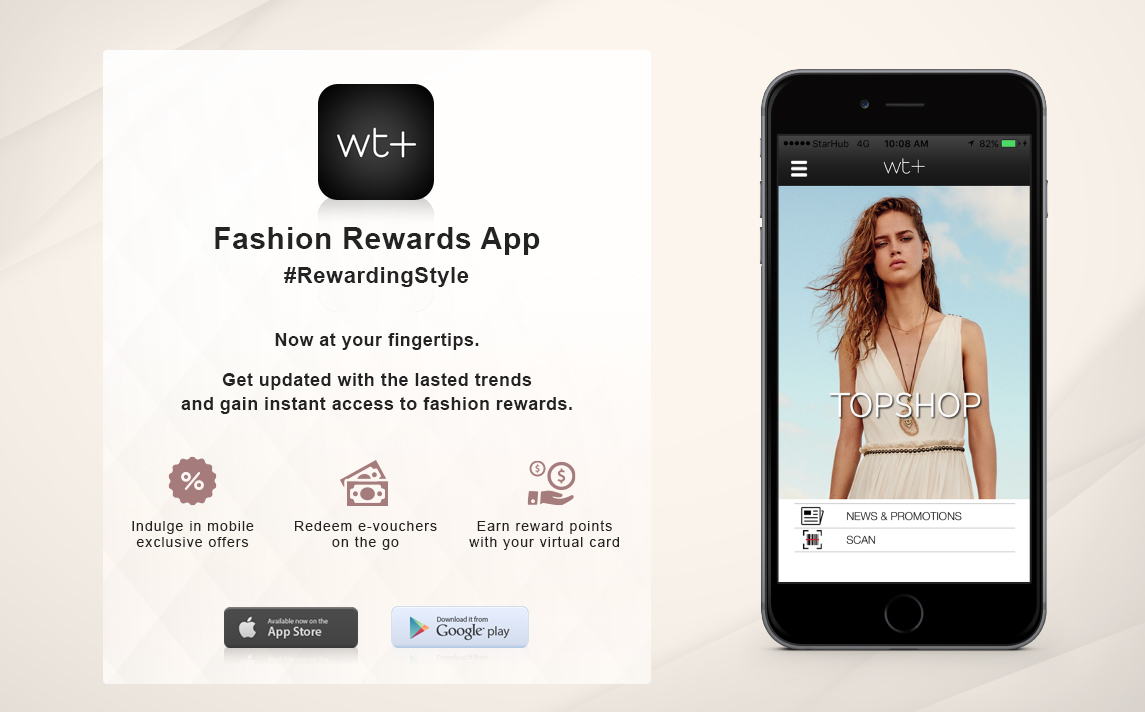 wt+
Fashion Rewards App
#RewardingStyle
Now at your fingertips.
Get updated with the lasted trends
and gain instant access to fashion rewards.
%
$ $
Indulge in mobile
exclusive offers
Redeem e-vouchers
on the go
Earn reward points
with your virtual card
Available now on the
App Store
Download it from
Google play
StarHub 4G 10:08 AM 82%
wt+
TOPSHOP
NEWS & PROMOTIONS
SCAN